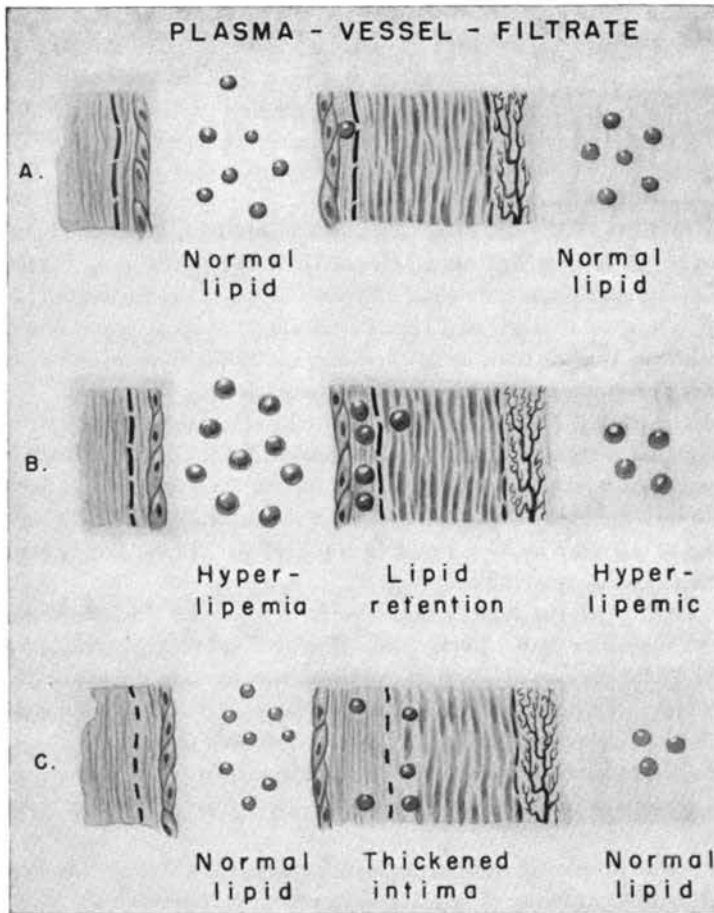 PLASMA - VESSEL - FILTRATE
A.
Normal lipid
Normal lipid
B.
Hyper-lipemia
Lipid retention
Hyper-lipemic
C.
Normal lipid
Thickened intima
Normal lipid